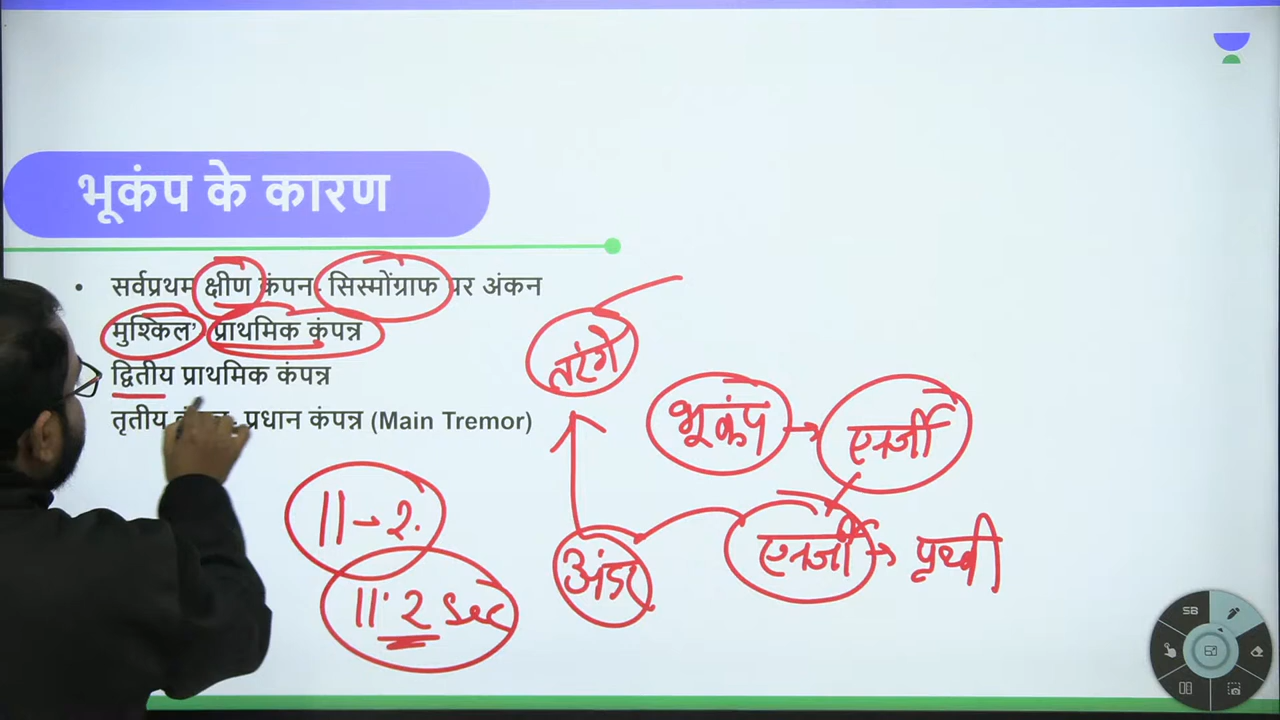 भूकंप के कारण
• सर्वप्रथम क्षीण कंपन- सिस्मोंग्राफ पर अंकन
मुश्किल' प्राथमिक कंपन्न
द्वितीय प्राथमिक कंपन्न
तृतीय प्रधान कंपन्न (Main Tremor)
तरंगे
भूकंप → एनर्जी
11-2.
अंडर एनर्जी → पृथ्वी
11.2 sec
SB